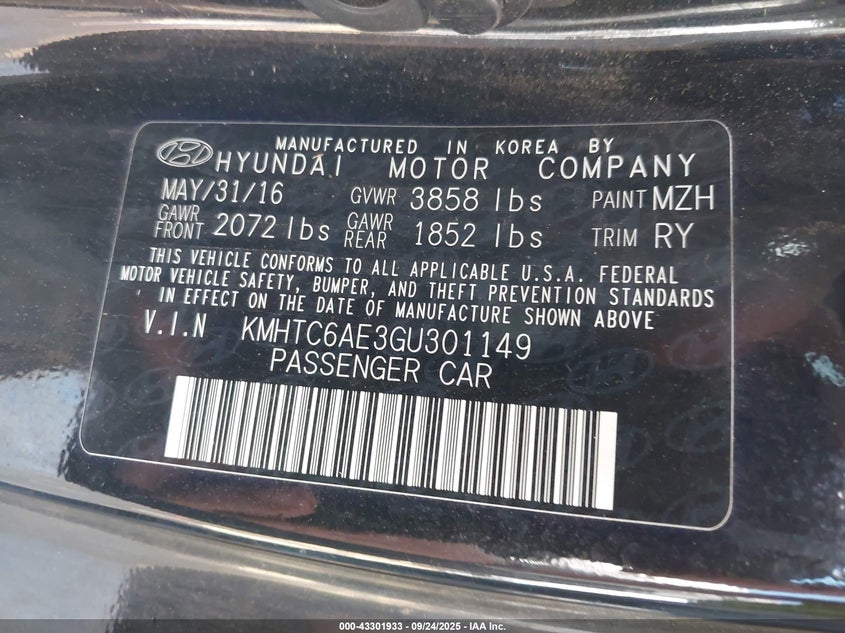 MANUFACTURED IN KOREA BY
HYUNDAI MOTOR COMPANY
MAY/31/16 GVWR 3858 lbs PAINT MZH
GAWR FRONT 2072 lbs GAWR REAR 1852 lbs TRIM RY
THIS VEHICLE CONFORMS TO ALL APPLICABLE U.S.A. FEDERAL
MOTOR VEHICLE SAFETY, BUMPER, AND THEFT PREVENTION STANDARDS
IN EFFECT ON THE DATE OF MANUFACTURE SHOWN ABOVE
V.I.N KMHTC6AE3GU301149
PASSENGER CAR
000-43301933 - 09/24/2025 - IAA Inc.